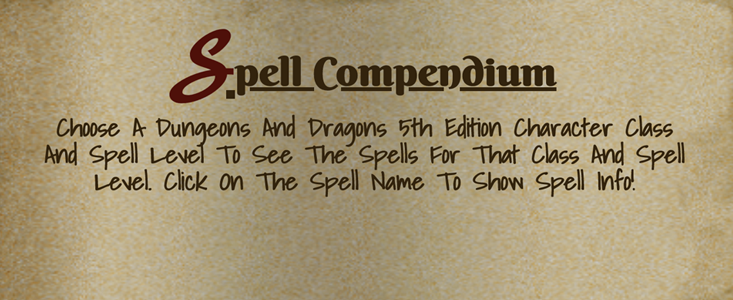 Spell Compendium
Choose A Dungeons And Dragons 5th Edition Character Class
And Spell Level To See The Spells For That Class And Spell
Level. Click On The Spell Name To Show Spell Info!